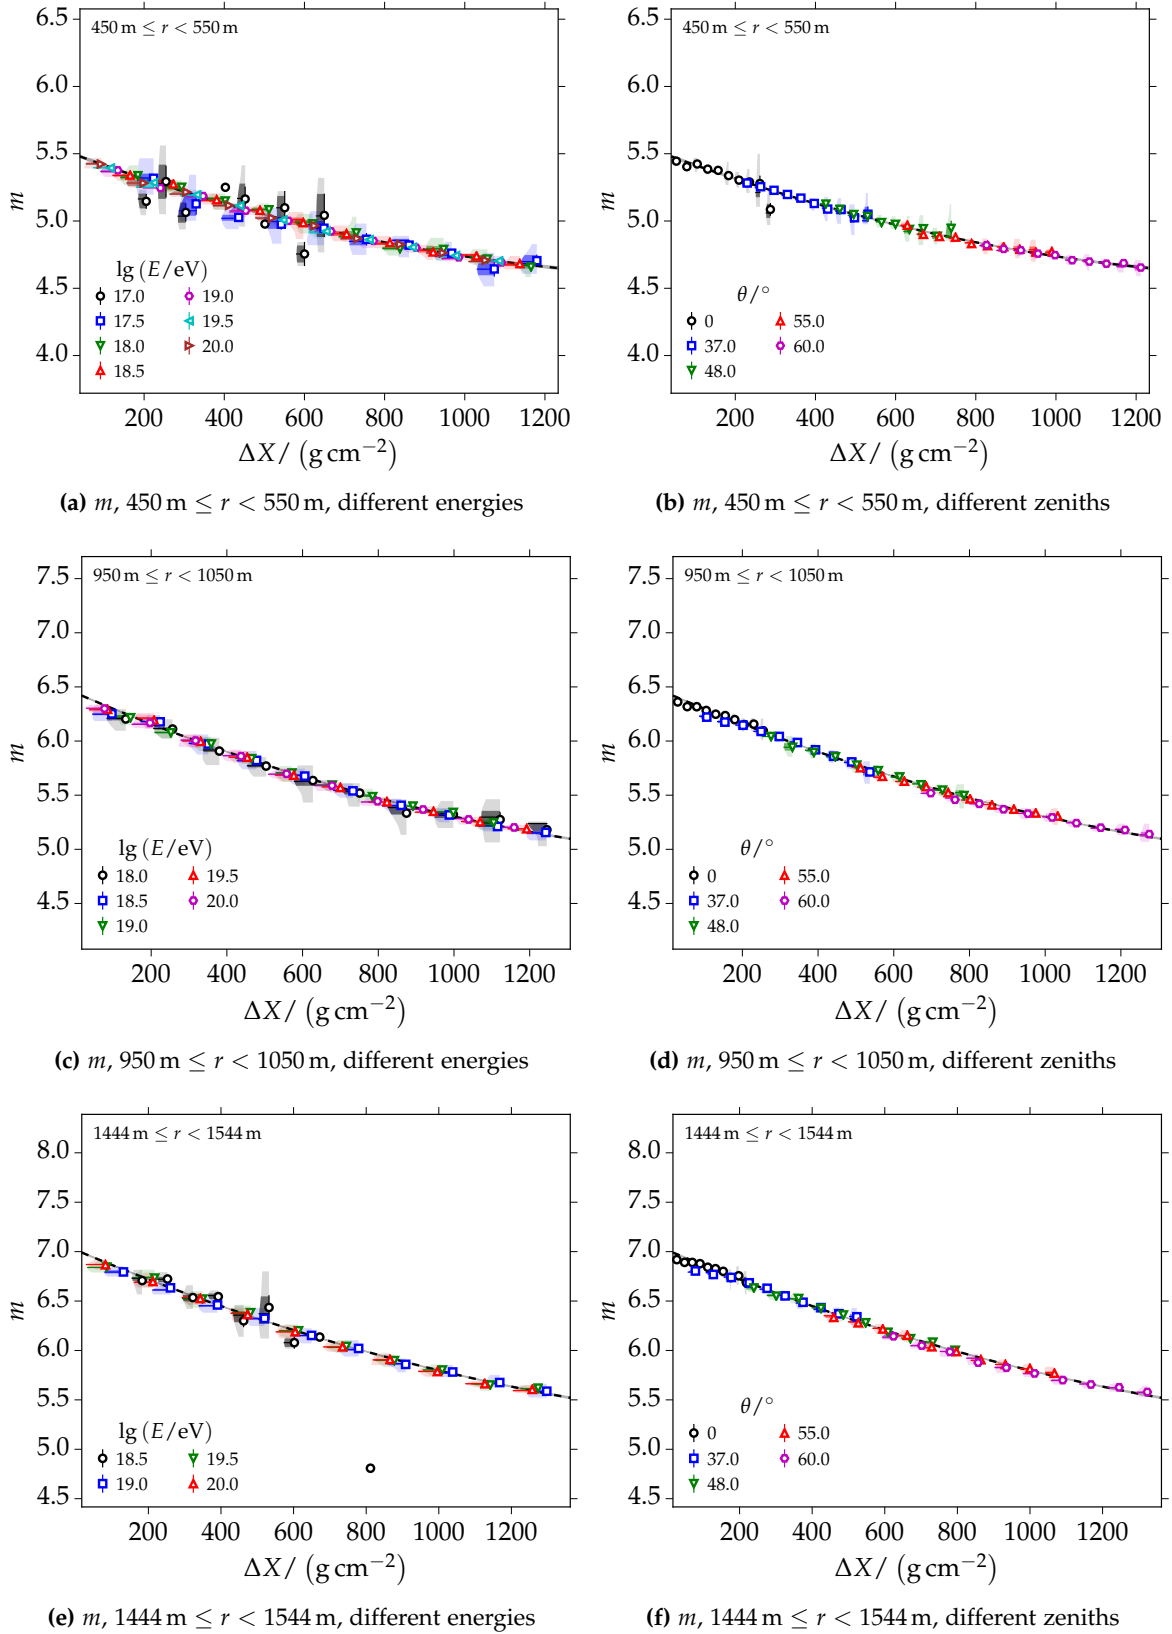 450 m ≤ r < 550 m
6.5
6.0
5.5
5.0
4.5
4.0
m
lg (E/eV)
17.0
17.5
18.0
18.5
19.0
19.5
20.0
200 400 600 800 1000 1200
ΔX/ (g cm⁻²)
(a) m, 450 m ≤ r < 550 m, different energies
450 m ≤ r < 550 m
6.5
6.0
5.5
5.0
4.5
4.0
m
θ/°
0
37.0
48.0
55.0
60.0
200 400 600 800 1000 1200
ΔX/ (g cm⁻²)
(b) m, 450 m ≤ r < 550 m, different zeniths
950 m ≤ r < 1050 m
7.5
7.0
6.5
6.0
5.5
5.0
4.5
m
lg (E/eV)
18.0
18.5
19.0
19.5
20.0
200 400 600 800 1000 1200
ΔX/ (g cm⁻²)
(c) m, 950 m ≤ r < 1050 m, different energies
950 m ≤ r < 1050 m
7.5
7.0
6.5
6.0
5.5
5.0
4.5
m
θ/°
0
37.0
48.0
55.0
60.0
200 400 600 800 1000 1200
ΔX/ (g cm⁻²)
(d) m, 950 m ≤ r < 1050 m, different zeniths
1444 m ≤ r < 1544 m
8.0
7.5
7.0
6.5
6.0
5.5
5.0
4.5
m
lg (E/eV)
18.5
19.0
19.5
20.0
200 400 600 800 1000 1200
ΔX/ (g cm⁻²)
(e) m, 1444 m ≤ r < 1544 m, different energies
1444 m ≤ r < 1544 m
8.0
7.5
7.0
6.5
6.0
5.5
5.0
4.5
m
θ/°
0
37.0
48.0
55.0
60.0
200 400 600 800 1000 1200
ΔX/ (g cm⁻²)
(f) m, 1444 m ≤ r < 1544 m, different zeniths